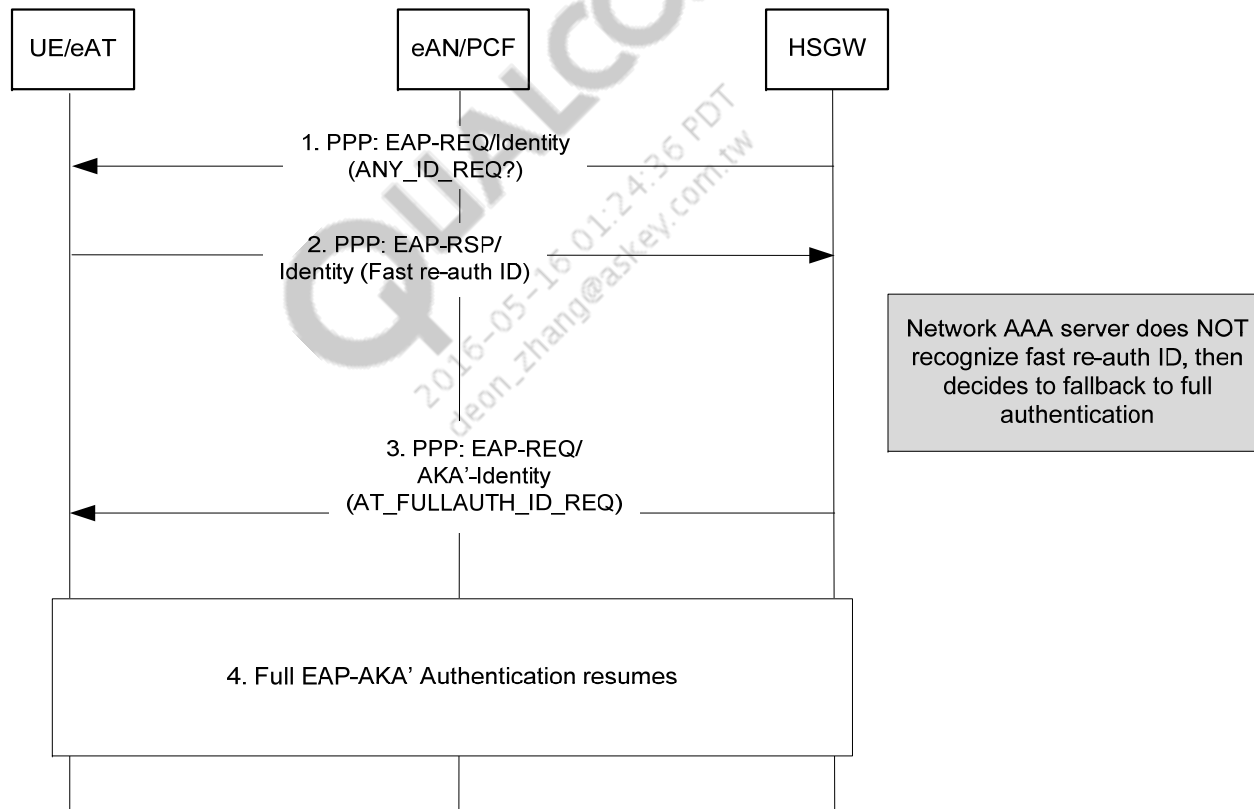 UE/eAT
eAN/PCF
HSGW
1. PPP: EAP-REQ/Identity
(ANY_ID_REQ?)
2. PPP: EAP-RSP/
Identity (Fast re-auth ID)
Network AAA server does NOT
recognize fast re-auth ID, then
decides to fallback to full
authentication
3. PPP: EAP-REQ/
AKA’-Identity
(AT_FULLAUTH_ID_REQ)
4. Full EAP-AKA’ Authentication resumes
QUALCO
2016-05-16 01:24:36 PDT
deon_zhang@askey.com.tw